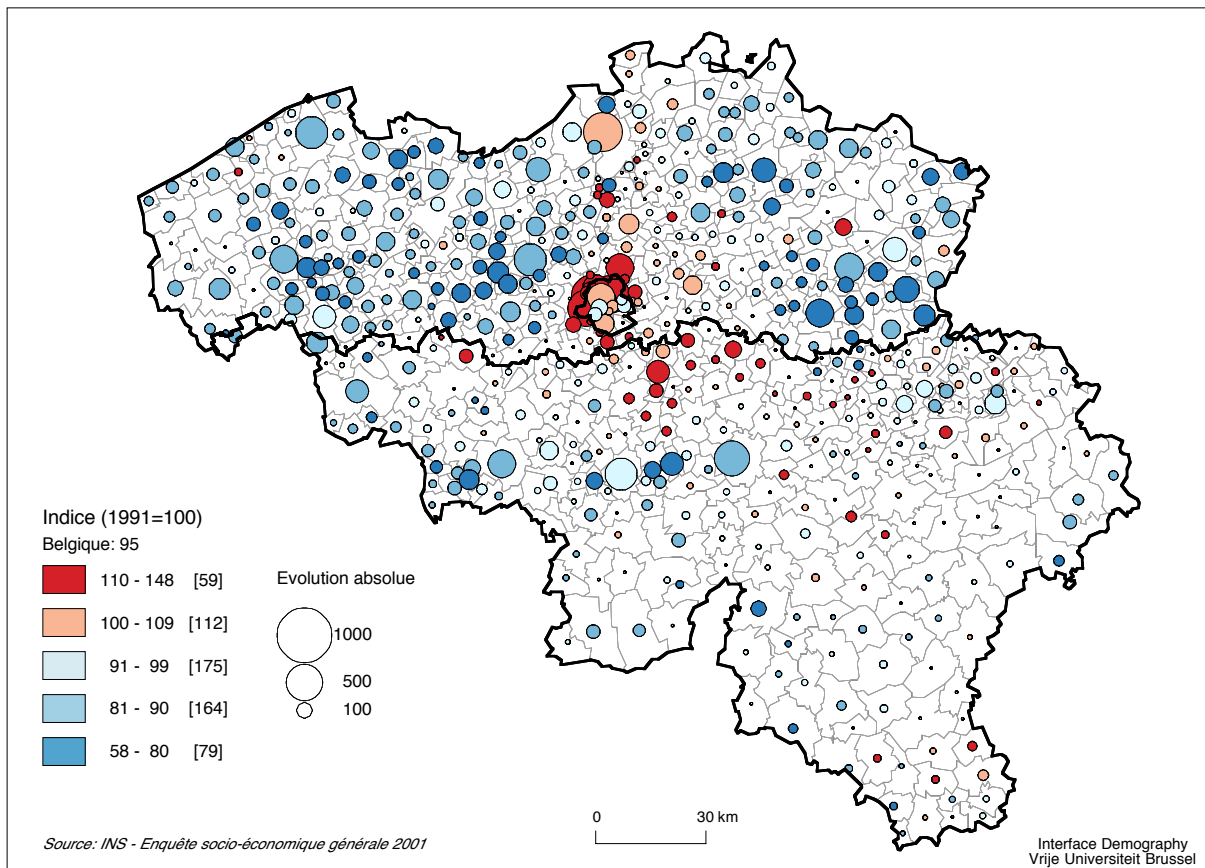 Indice (1991=100)
Belgique: 95
110 - 148 [59]
100 - 109 [112]
91 - 99 [175]
81 - 90 [164]
58 - 80 [79]
Evolution absolue
1000
500
100
0 30 km
Source: INS - Enquête socio-économique générale 2001
Interface Demography
Vrije Universiteit Brussel